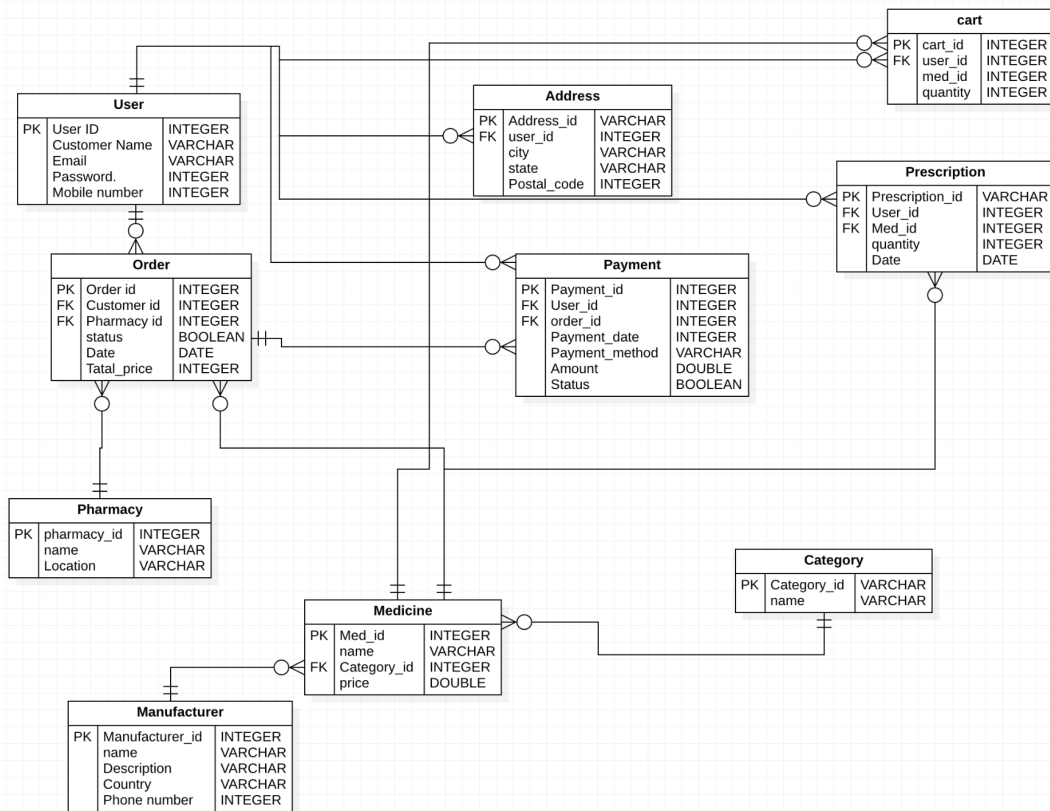 cart
PK cart_id INTEGER
FK user_id INTEGER
med_id INTEGER
quantity INTEGER
User
PK User ID INTEGER
Customer Name VARCHAR
Email VARCHAR
Password. INTEGER
Mobile number INTEGER
Address
PK Address_id VARCHAR
FK user_id INTEGER
city VARCHAR
state VARCHAR
Postal_code INTEGER
Prescription
PK Prescription_id VARCHAR
FK User_id INTEGER
FK Med_id INTEGER
quantity INTEGER
Date DATE
Order
PK Order id INTEGER
FK Customer id INTEGER
FK Pharmacy id INTEGER
status BOOLEAN
Date DATE
Tatal_price INTEGER
Payment
PK Payment_id INTEGER
FK User_id INTEGER
FK order_id INTEGER
Payment_date INTEGER
Payment_method VARCHAR
Amount DOUBLE
Status BOOLEAN
Pharmacy
PK pharmacy_id INTEGER
name VARCHAR
Location VARCHAR
Category
PK Category_id VARCHAR
name VARCHAR
Medicine
PK Med_id INTEGER
name VARCHAR
FK Category_id INTEGER
price DOUBLE
Manufacturer
PK Manufacturer_id INTEGER
name VARCHAR
Description VARCHAR
Country VARCHAR
Phone number INTEGER